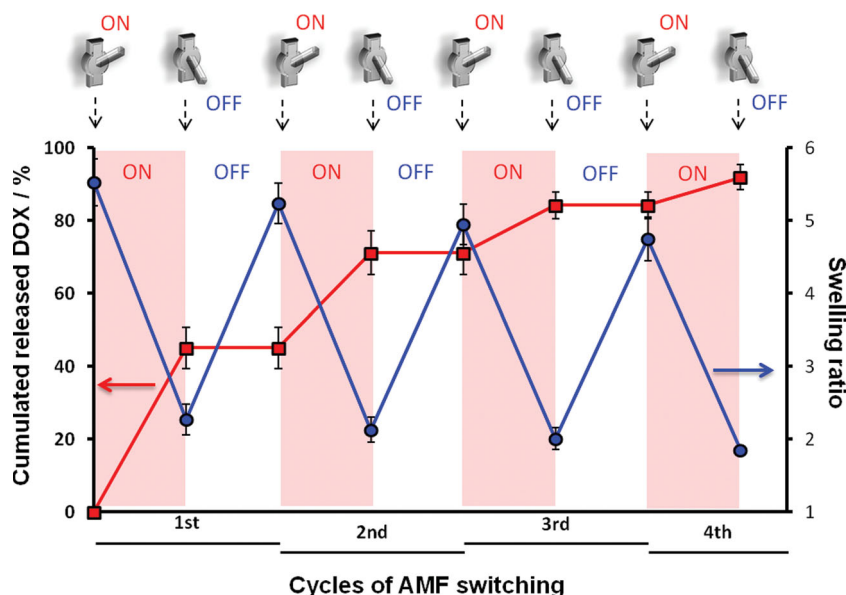 ON ON ON ON
OFF OFF OFF OFF
Cumulated released DOX / %
100
80
60
40
20
0
ON OFF ON OFF ON OFF ON
6
5
4
3
2
1
Swelling ratio
1st 2nd 3rd 4th
Cycles of AMF switching